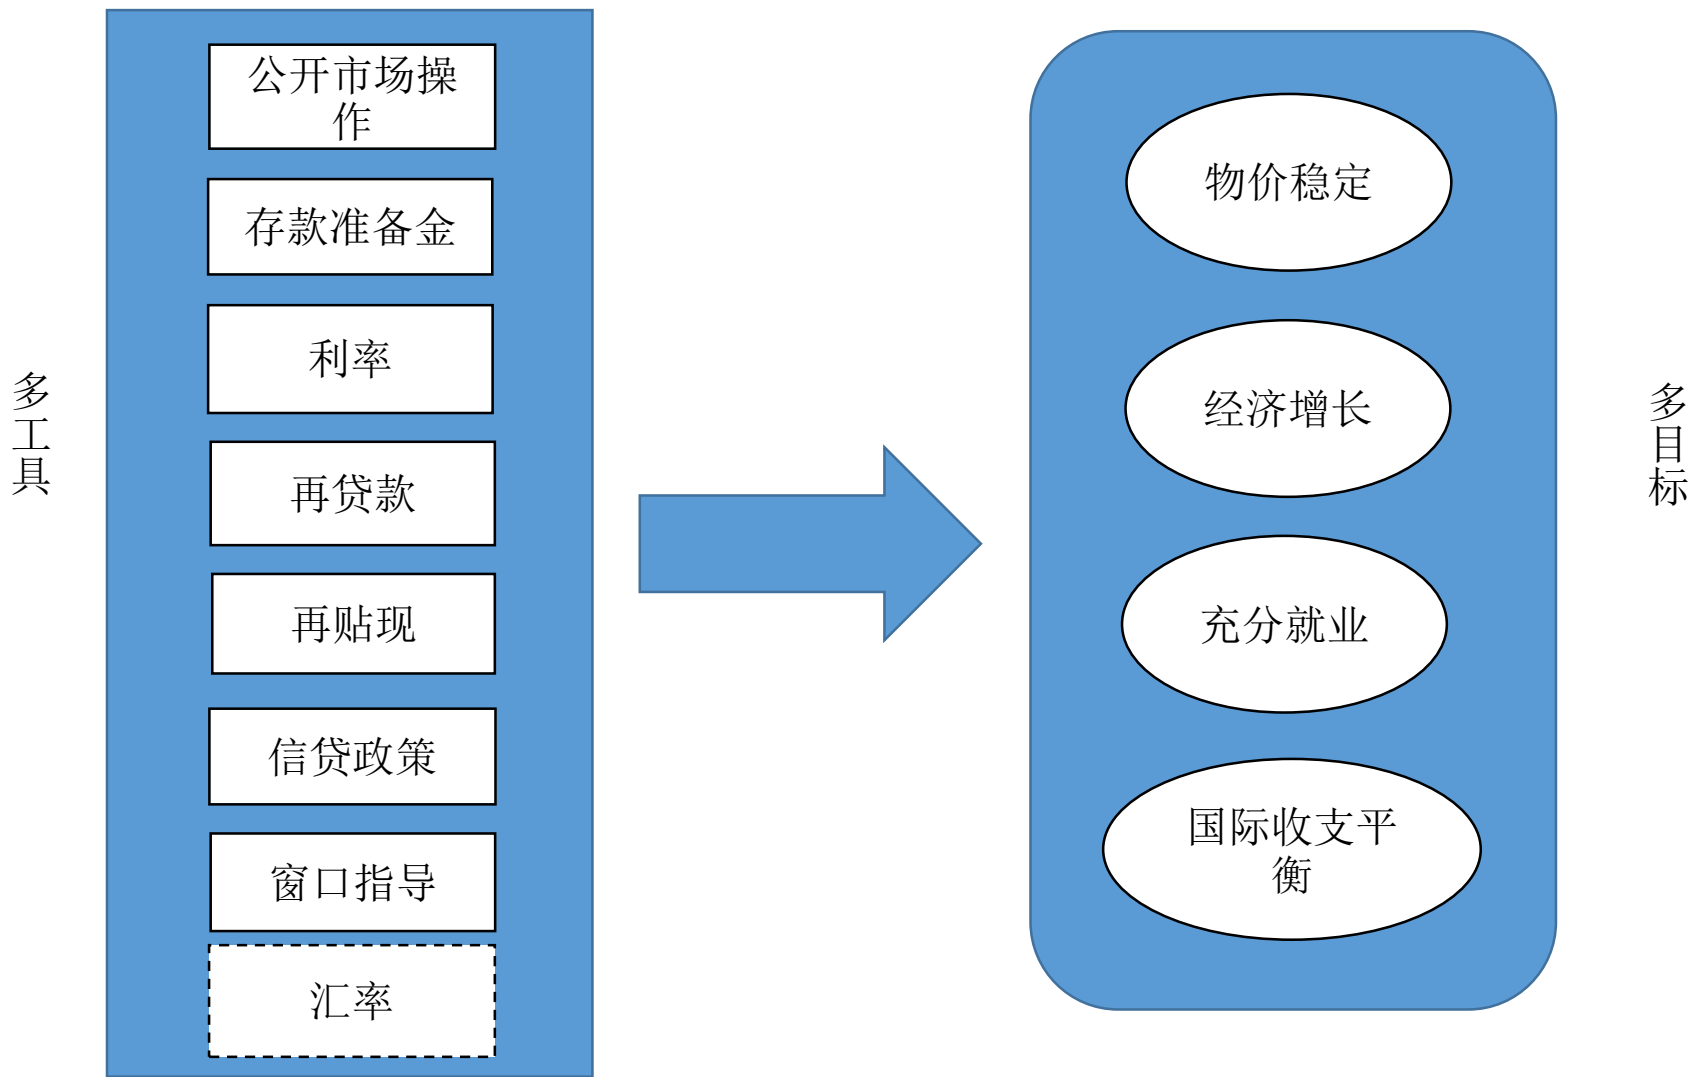 多工具
公开市场操
作
存款准备金
利率
再贷款
再贴现
信贷政策
窗口指导
汇率
物价稳定
经济增长
充分就业
国际收支平
衡
多目标